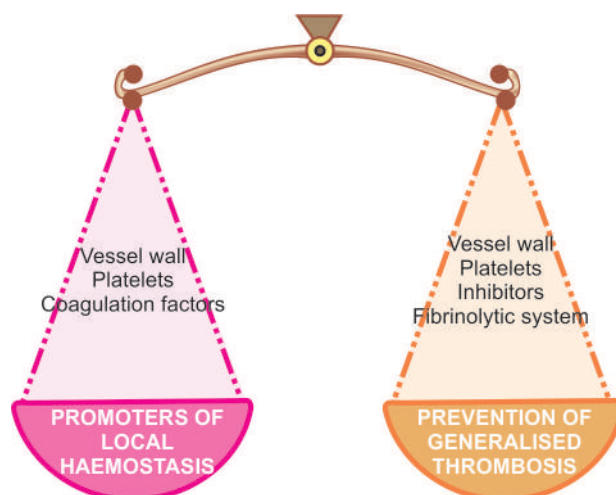 Vessel wall
Platelets
Coagulation factors
Vessel wall
Platelets
Inhibitors
Fibrinolytic system
PROMOTERS OF
LOCAL
HAEMOSTASIS
PREVENTION OF
GENERALISED
THROMBOSIS